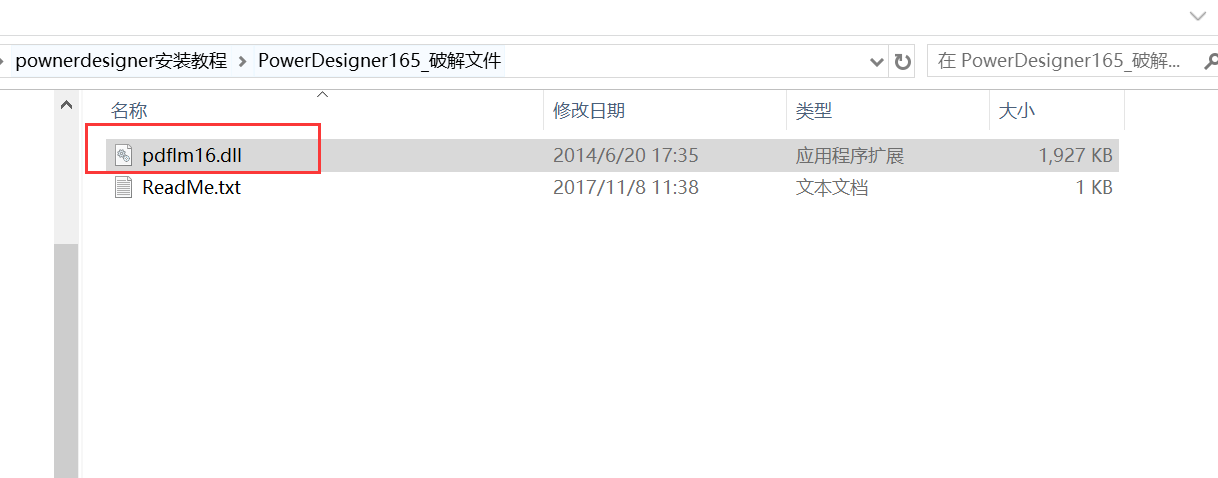 pownerdesigner安装教程 PowerDesigner165_破解文件 在 PowerDesigner165_破解...
名称 修改日期 类型 大小
pdflm16.dll 2014/6/20 17:35 应用程序扩展 1,927 KB
ReadMe.txt 2017/11/8 11:38 文本文档 1 KB